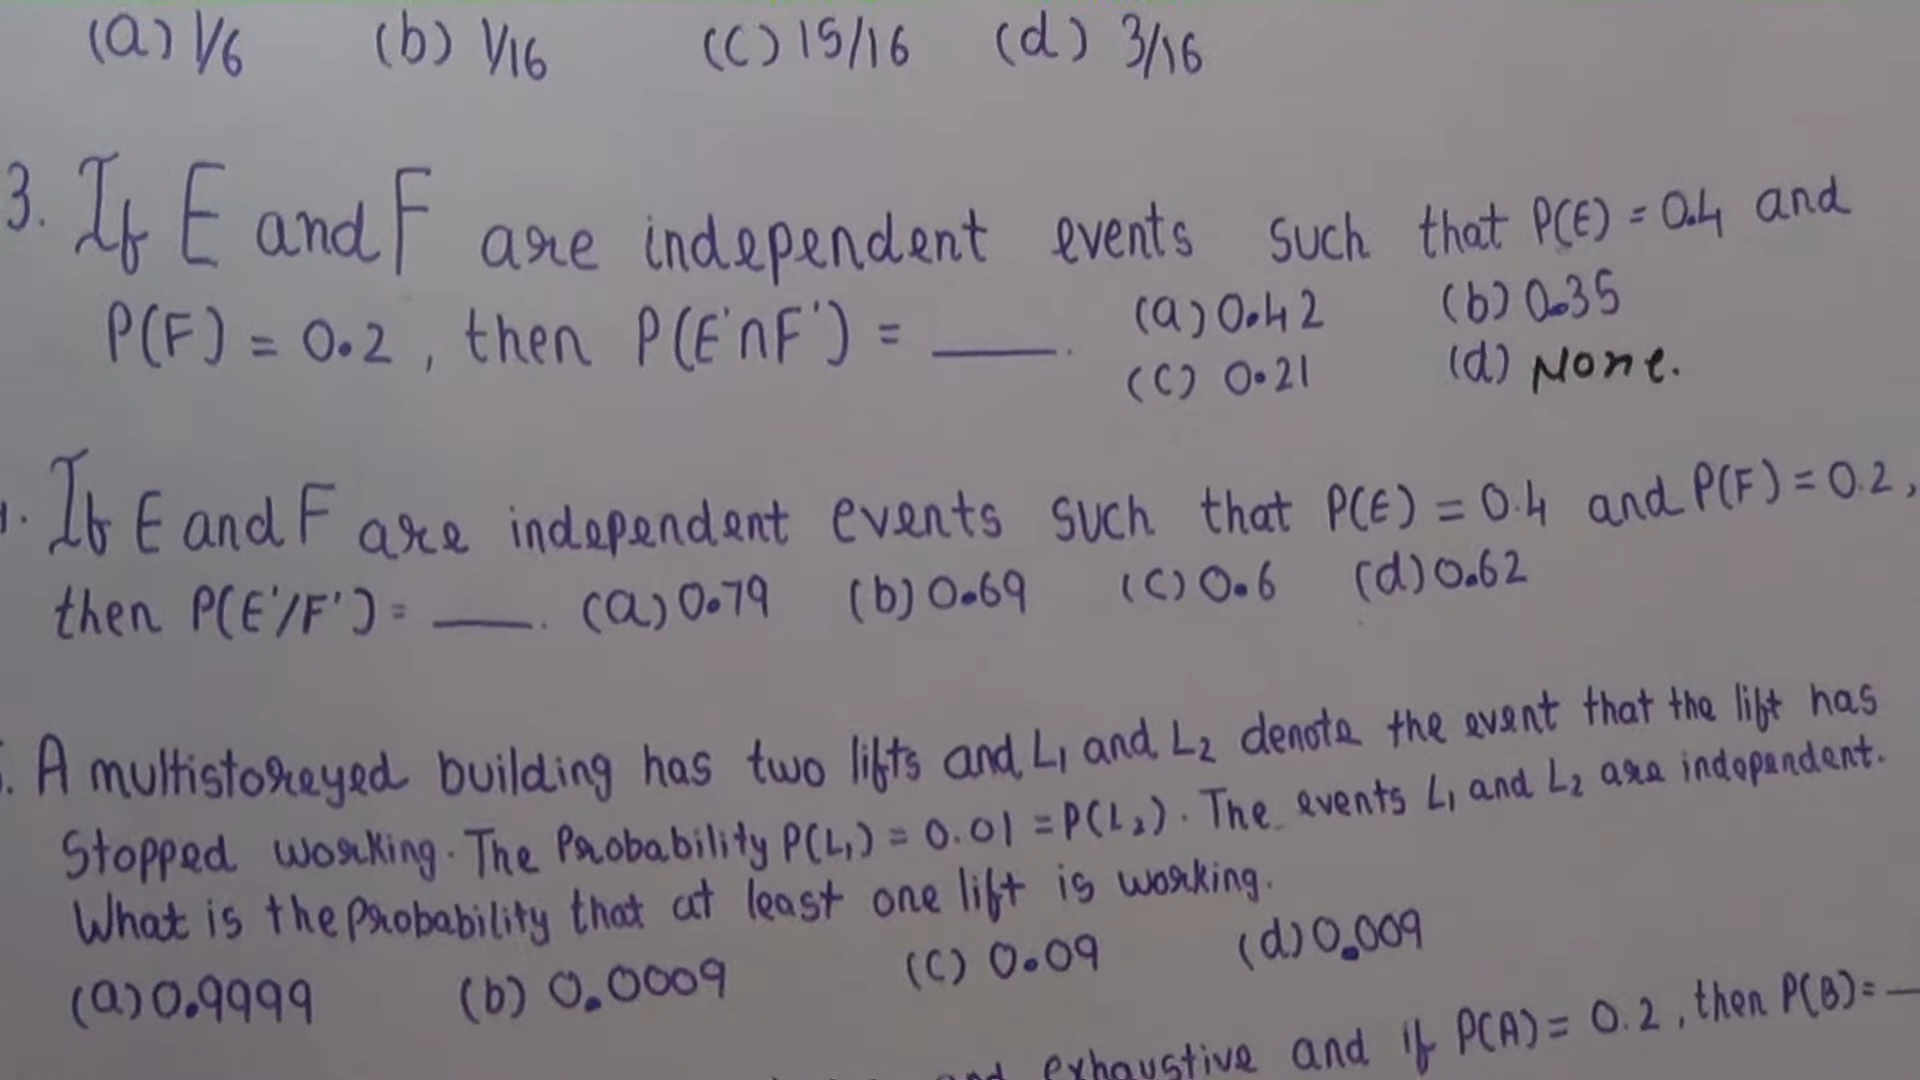 (a) 1/6 (b) 1/16 (c) 15/16 (d) 3/16
3. If E and F are independent events such that P(E) = 0.4 and
P(F) = 0.2, then P(E'∩F') = ____. (a) 0.42 (b) 0.35
(c) 0.21 (d) None.
If E and F are independent events such that P(E) = 0.4 and P(F) = 0.2,
then P(E'/F') = ____. (a) 0.79 (b) 0.69 (c) 0.6 (d) 0.62
A multistoreyed building has two lifts and L1 and L2 denote the event that the lift has
Stopped working. The Probability P(L1) = 0.01 = P(L2). The events L1 and L2 are independent.
What is the probability that at least one lift is working.
(a) 0.9999 (b) 0.0009 (c) 0.09 (d) 0.009
and exhaustive and if P(A) = 0.2, then P(B) = —